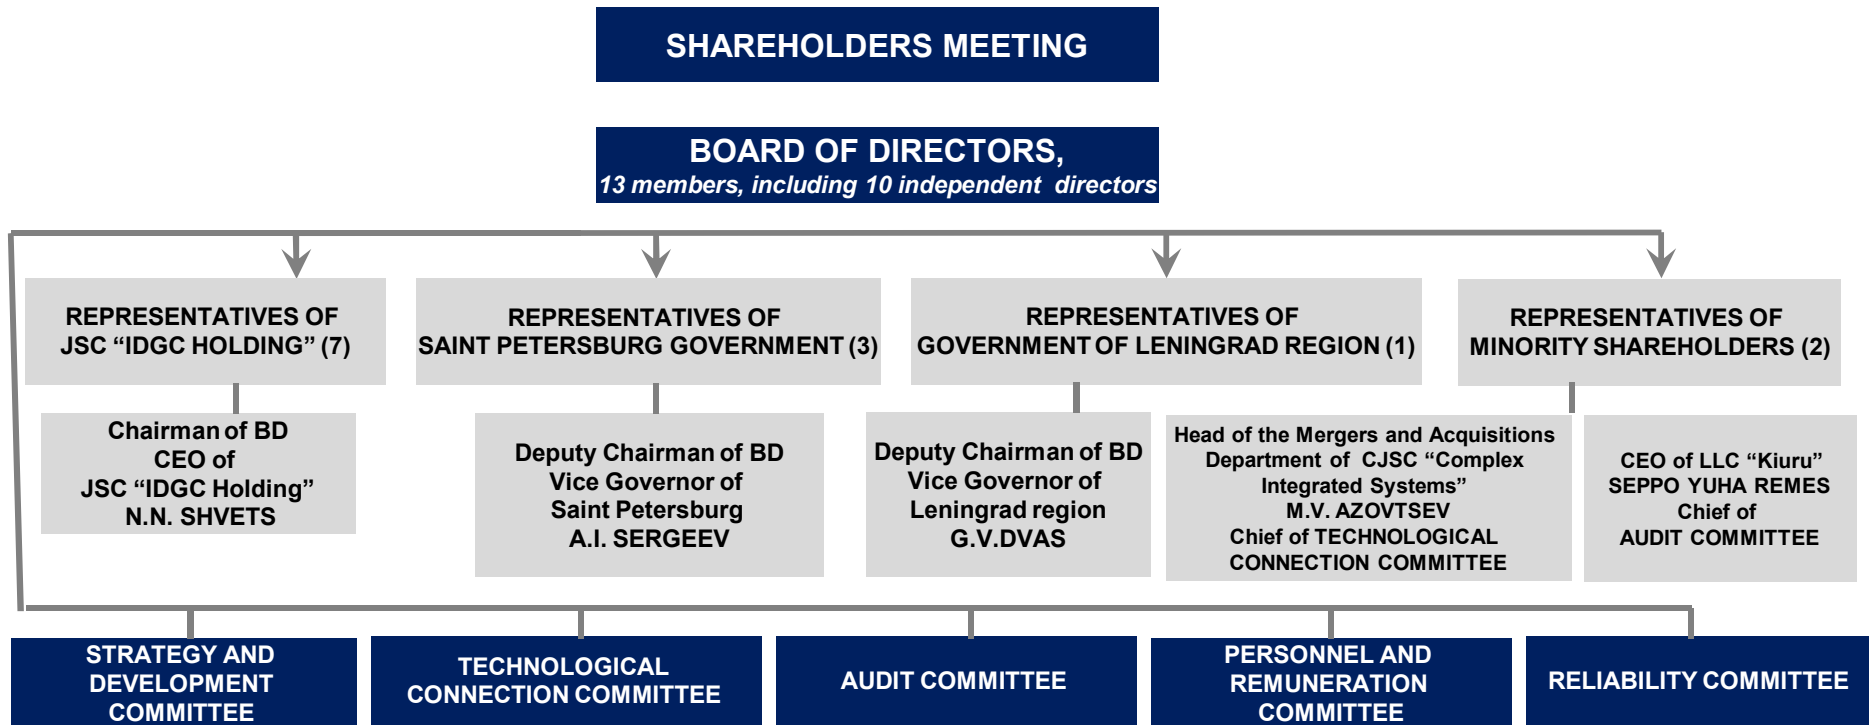 SHAREHOLDERS MEETING
BOARD OF DIRECTORS,
13 members, including 10 independent directors
REPRESENTATIVES OF
JSC “IDGC HOLDING” (7)
REPRESENTATIVES OF
SAINT PETERSBURG GOVERNMENT (3)
REPRESENTATIVES OF
GOVERNMENT OF LENINGRAD REGION (1)
REPRESENTATIVES OF
MINORITY SHAREHOLDERS (2)
Chairman of BD
CEO of
JSC “IDGC Holding”
N.N. SHVETS
Deputy Chairman of BD
Vice Governor of
Saint Petersburg
A.I. SERGEEV
Deputy Chairman of BD
Vice Governor of
Leningrad region
G.V.DVAS
Head of the Mergers and Acquisitions
Department of CJSC “Complex
Integrated Systems”
M.V. AZOVTSEV
Chief of TECHNOLOGICAL
CONNECTION COMMITTEE
CEO of LLC “Kiuru”
SEPPO YUHA REMES
Chief of
AUDIT COMMITTEE
STRATEGY AND
DEVELOPMENT
COMMITTEE
TECHNOLOGICAL
CONNECTION COMMITTEE
AUDIT COMMITTEE
PERSONNEL AND
REMUNERATION
COMMITTEE
RELIABILITY COMMITTEE